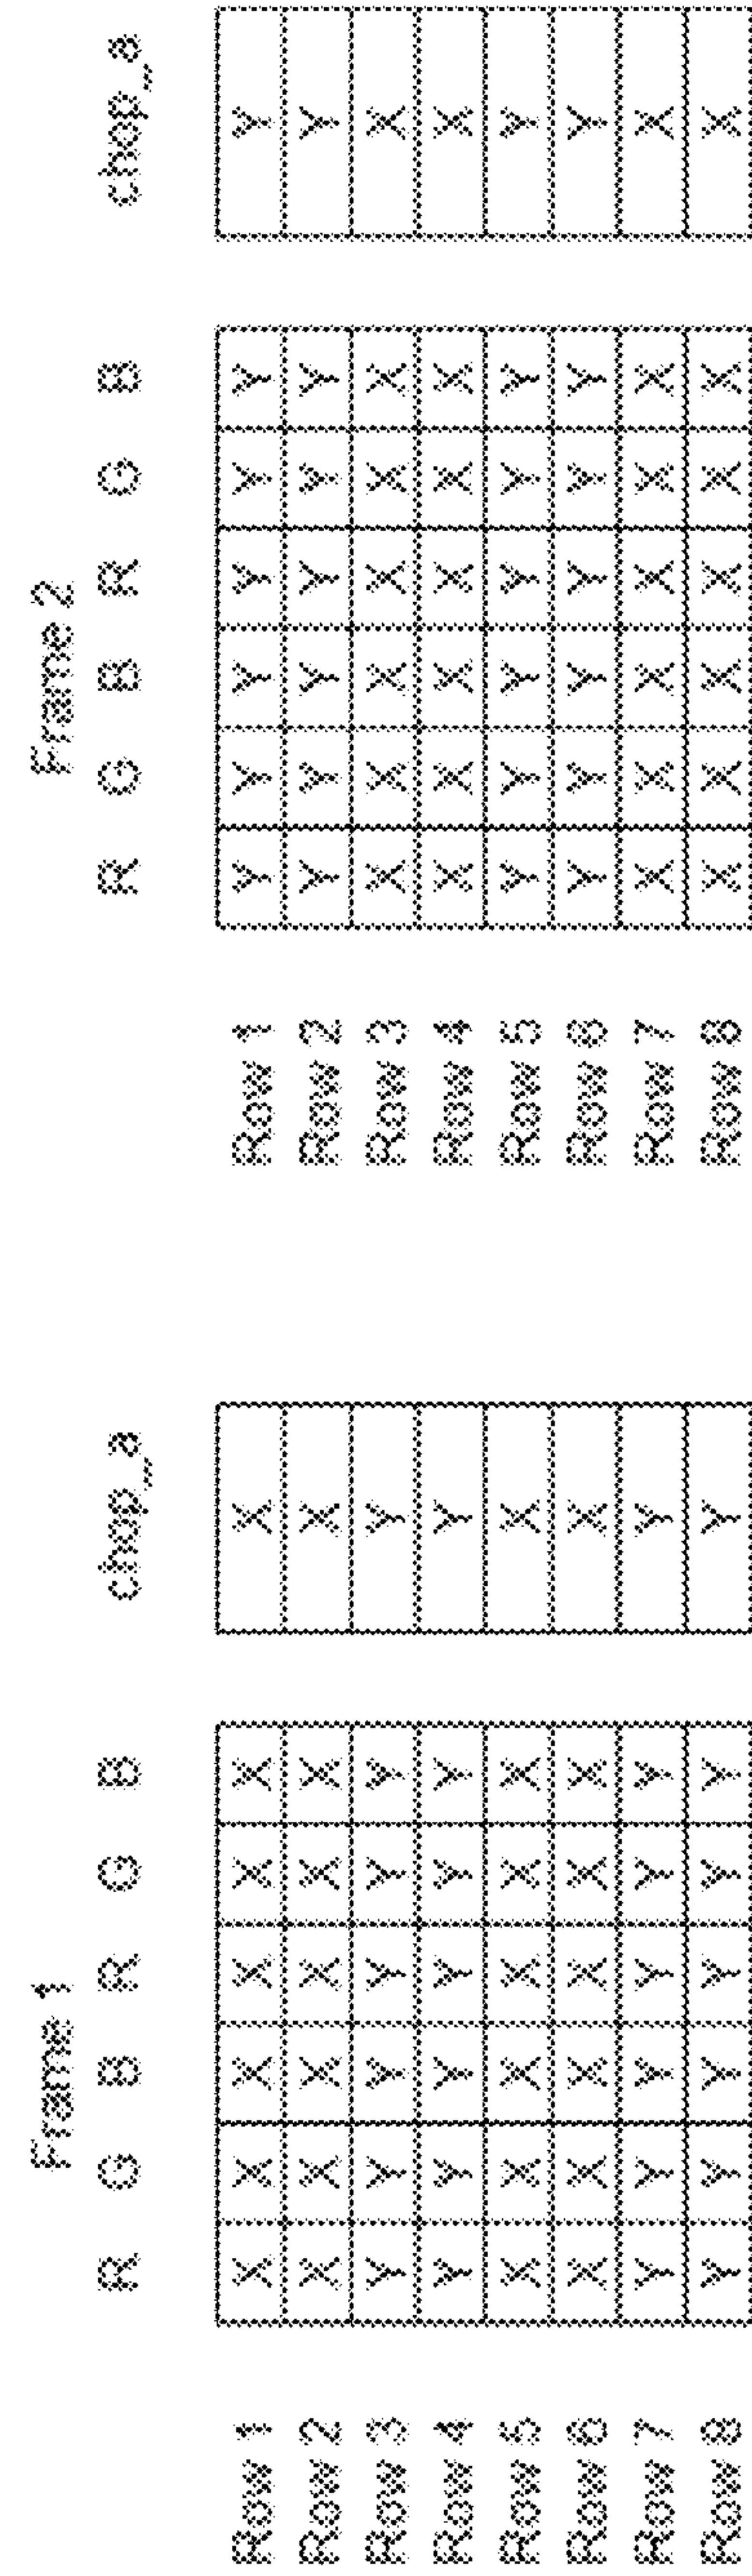 Frame 1
R G B R G B chop_a
Row 1 X X X X X X X
Row 2 X X X X X X X
Row 3 Y Y Y Y Y Y Y
Row 4 Y Y Y Y Y Y Y
Row 5 X X X X X X X
Row 6 X X X X X X X
Row 7 Y Y Y Y Y Y Y
Row 8 Y Y Y Y Y Y Y
Frame 2
R G B R G B chop_a
Row 1 Y Y Y Y Y Y Y
Row 2 Y Y Y Y Y Y Y
Row 3 X X X X X X X
Row 4 X X X X X X X
Row 5 Y Y Y Y Y Y Y
Row 6 Y Y Y Y Y Y Y
Row 7 X X X X X X X
Row 8 X X X X X X X